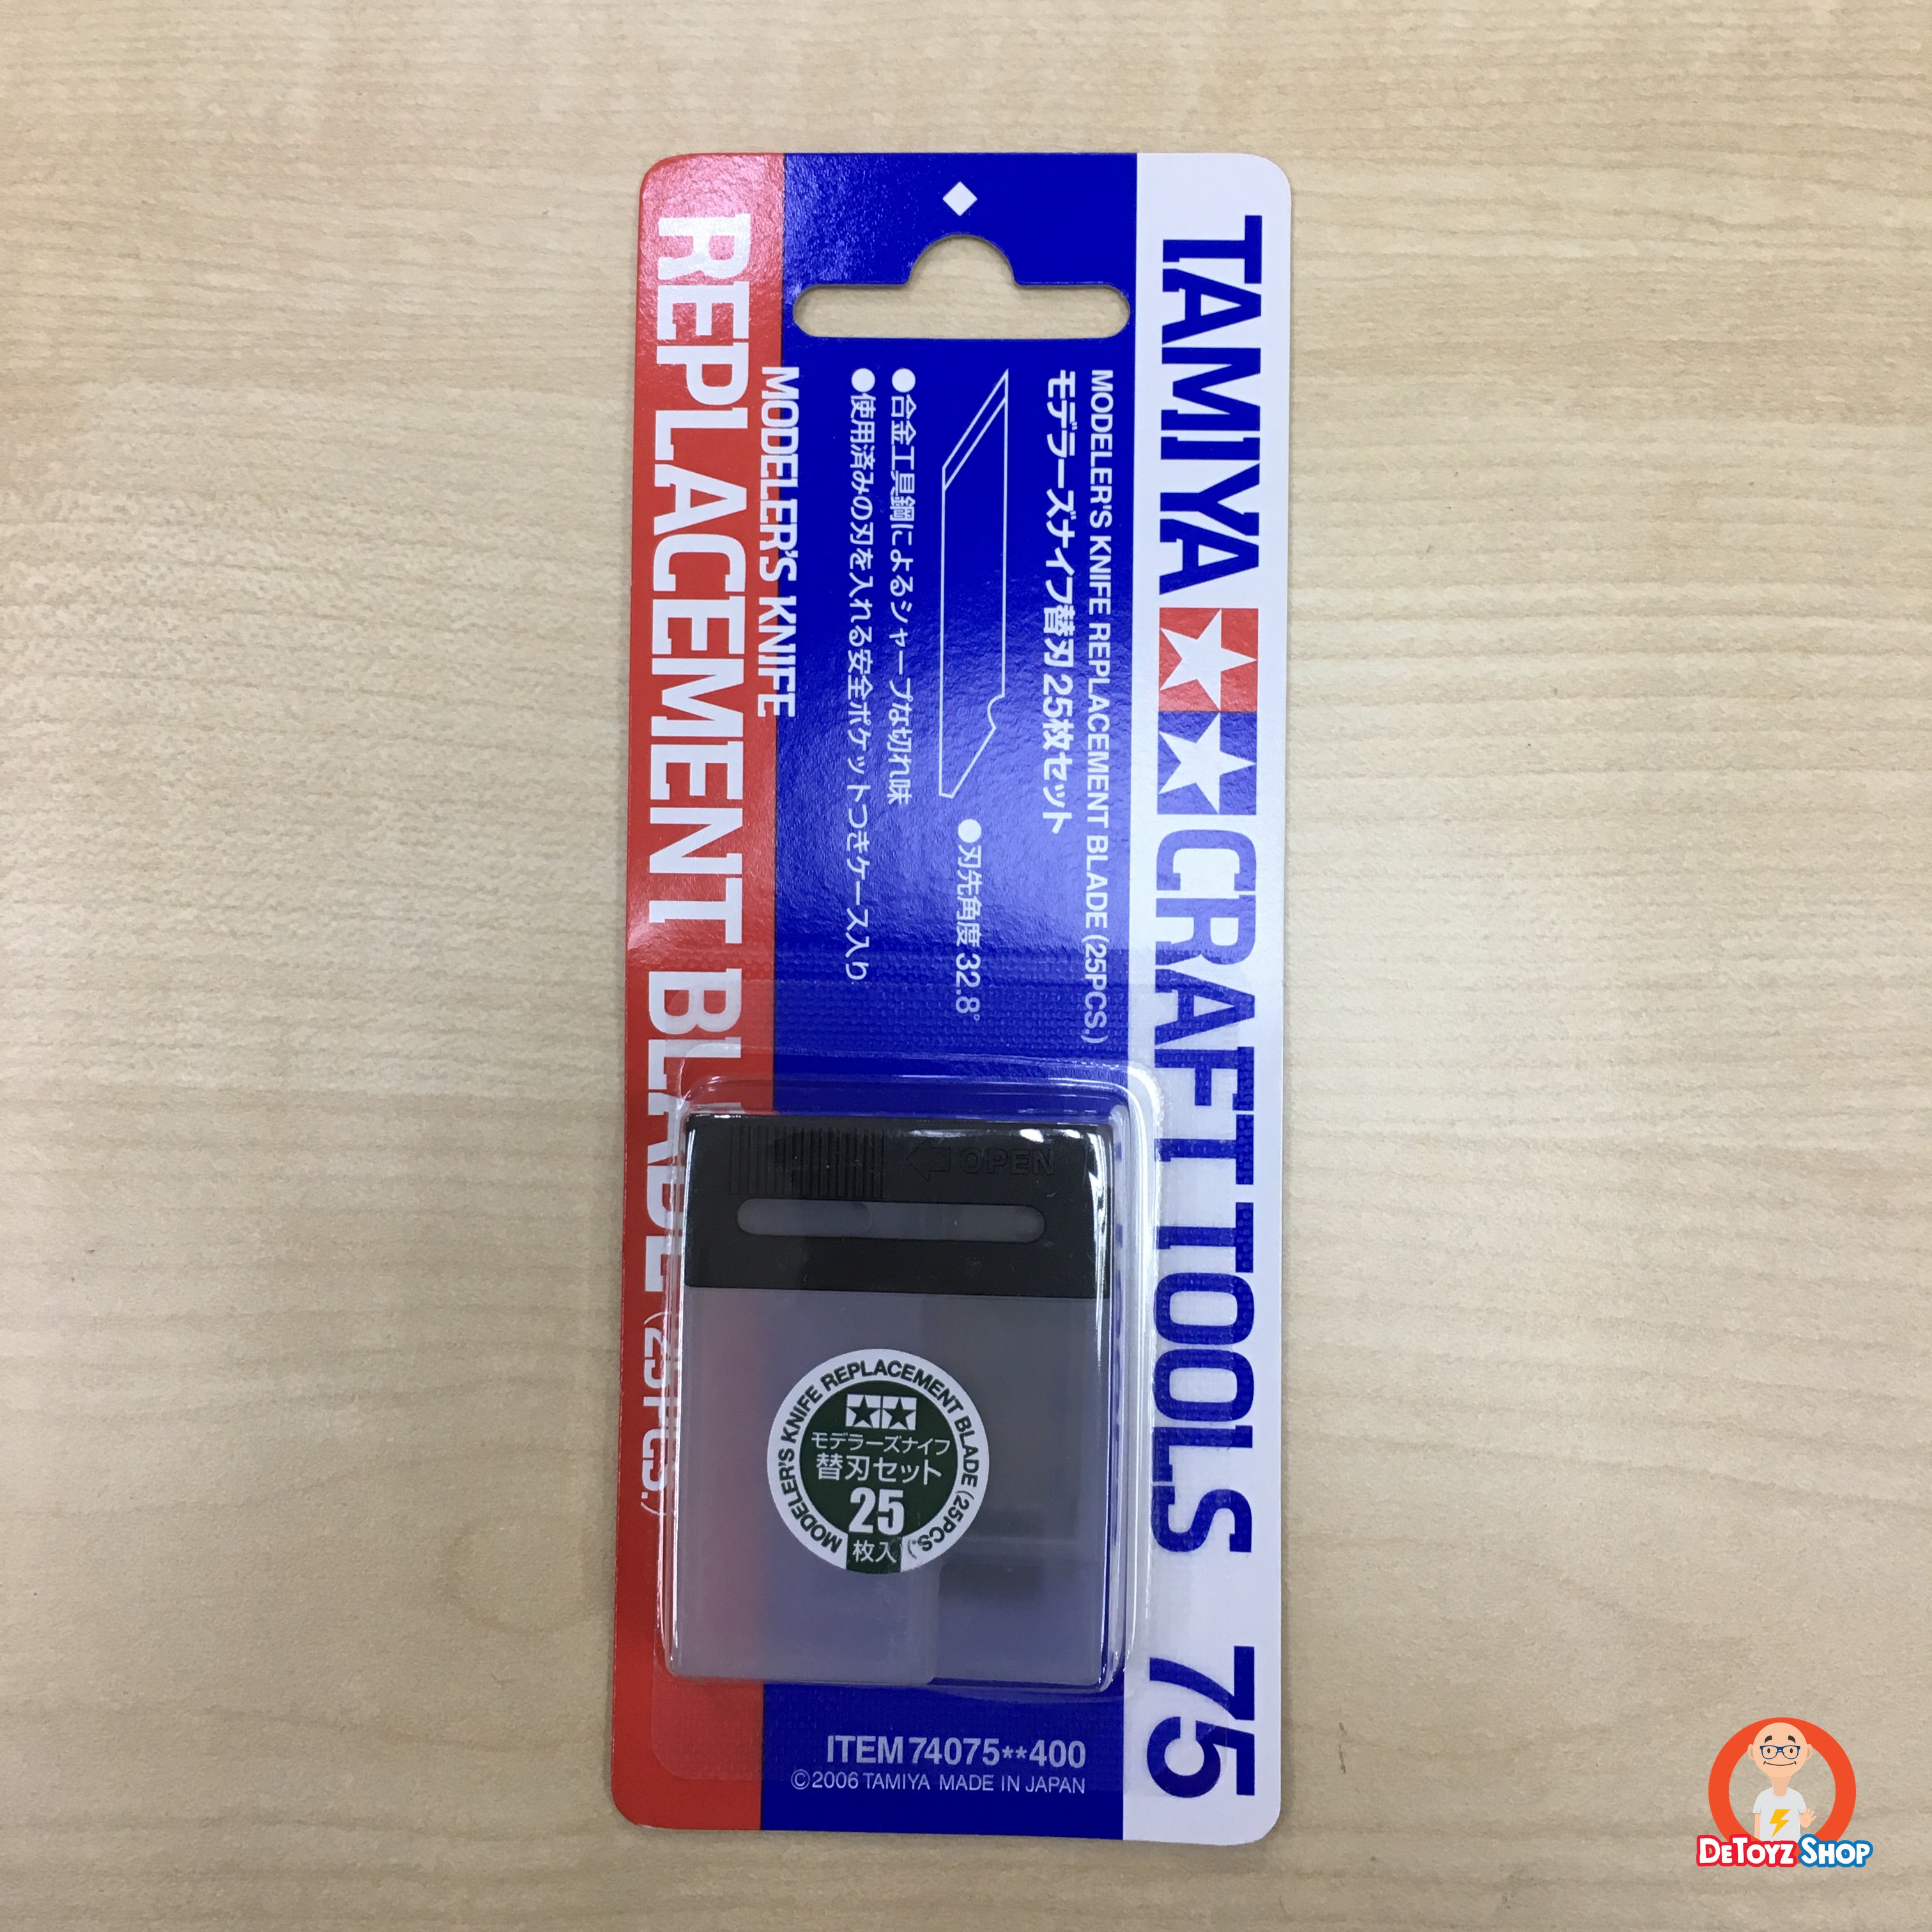 TAMIYA CRAFT TOOLS 75
MODELER'S KNIFE REPLACEMENT BLADE (25PCS.)
モデラーズナイフ替刃 25枚セット
●刃先角度 32.8°
●合金工具鋼によるシャープな切れ味
●使用済みの刃を入れる安全ポケットつきケース入り
MODELER'S KNIFE
REPLACEMENT BLADE (25PCS.)
OPEN
MODELER'S KNIFE REPLACEMENT BLADE (25PCS.)
モデラーズナイフ
替刃セット
25
枚入
ITEM 74075**400
©2006 TAMIYA MADE IN JAPAN
DETOYZ SHOP